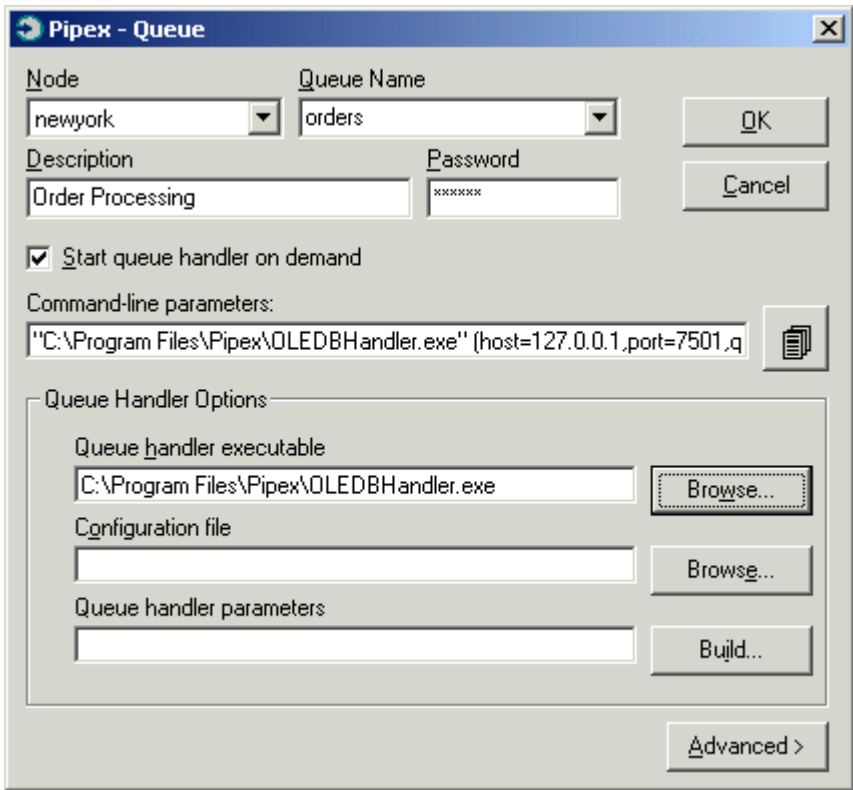 Pipex - Queue
Node
Queue Name
newyork
orders
OK
Description
Password
Order Processing
******
Cancel
Start queue handler on demand
Command-line parameters:
"C:\Program Files\Pipex\OLEDBHandler.exe" (host=127.0.0.1,port=7501,q
Queue Handler Options
Queue handler executable
C:\Program Files\Pipex\OLEDBHandler.exe
Browse...
Configuration file
Browse...
Queue handler parameters
Build...
Advanced >